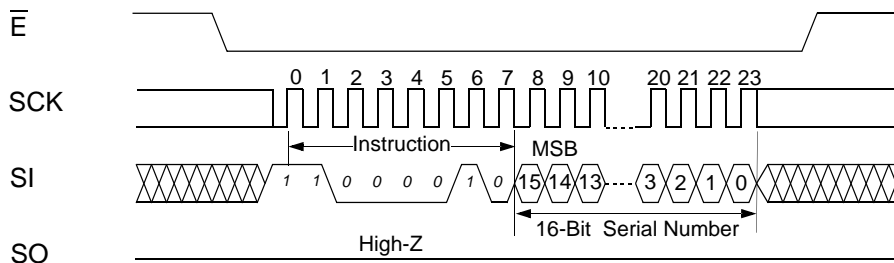 E
SCK
0 1 2 3 4 5 6 7 8 9 10 20 21 22 23
Instruction
MSB
SI
1 1 0 0 0 0 1 0 15 14 13 3 2 1 0
16-Bit Serial Number
High-Z
SO